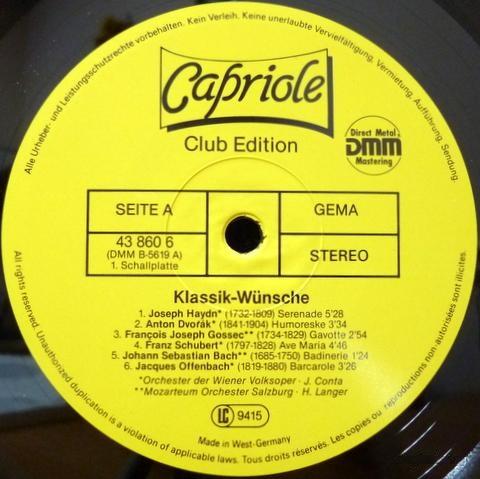 Alle Urheber- und Leistungsschutzrechte vorbehalten. Kein Verleih. Keine unerlaubte Vervielfältigung, Vermietung, Aufführung, Sendung.
Capriole
Club Edition
Direct Metal
DMM
Mastering
SEITE A
GEMA
43 860 6
(DMM B-5619 A)
1. Schallplatte
STEREO
Klassik-Wünsche
1. Joseph Haydn* (1732-1809) Serenade 5'28
2. Anton Dvorák* (1841-1904) Humoreske 3'34
3. François Joseph Gossec** (1734-1829) Gavotte 2'54
4. Franz Schubert* (1797-1828) Ave Maria 4'46
5. Johann Sebastian Bach** (1685-1750) Badinerie 1'24
6. Jacques Offenbach* (1819-1880) Barcarole 3'26
*Orchester der Wiener Volksoper · J. Conta
**Mozarteum Orchester Salzburg · H. Langer
LC 9415
Made in West-Germany
All rights reserved. Unauthorized duplication is a violation of applicable laws. Tous droits réservés. Les copies ou reproductions non autorisées sont illicites.